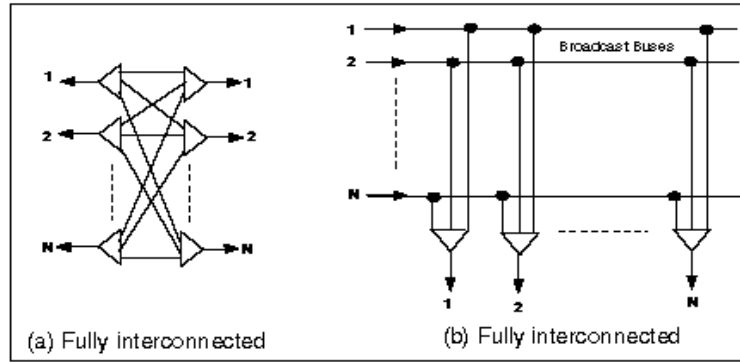 1 1
2 2
N N
(a) Fully interconnected
1
Broadcast Buses
2
N
1 2 N
(b) Fully interconnected